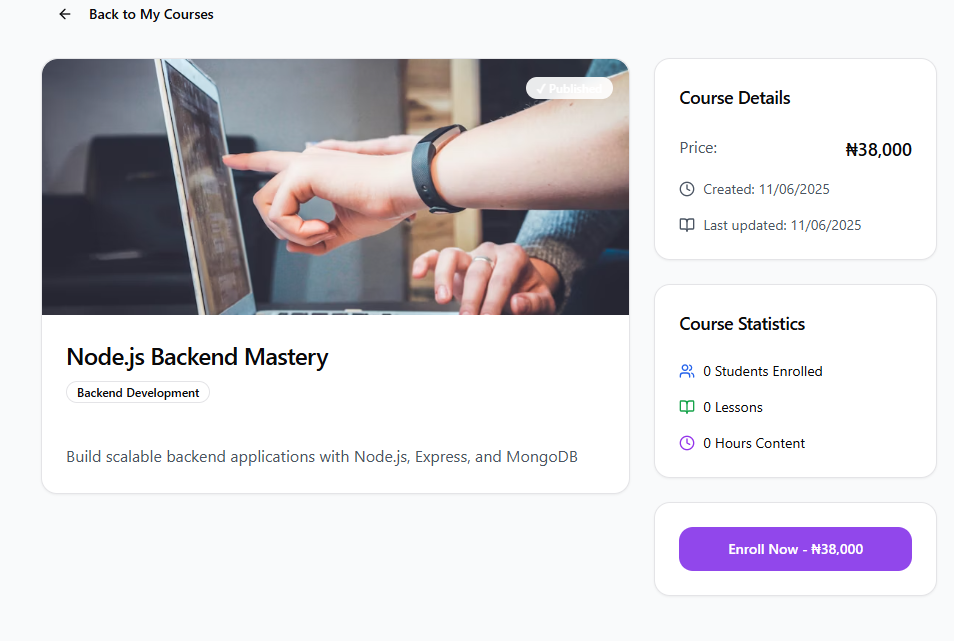 Back to My Courses
✓ Published
Node.js Backend Mastery
Backend Development
Build scalable backend applications with Node.js, Express, and MongoDB
Course Details
Price:
₦38,000
Created: 11/06/2025
Last updated: 11/06/2025
Course Statistics
0 Students Enrolled
0 Lessons
0 Hours Content
Enroll Now - ₦38,000